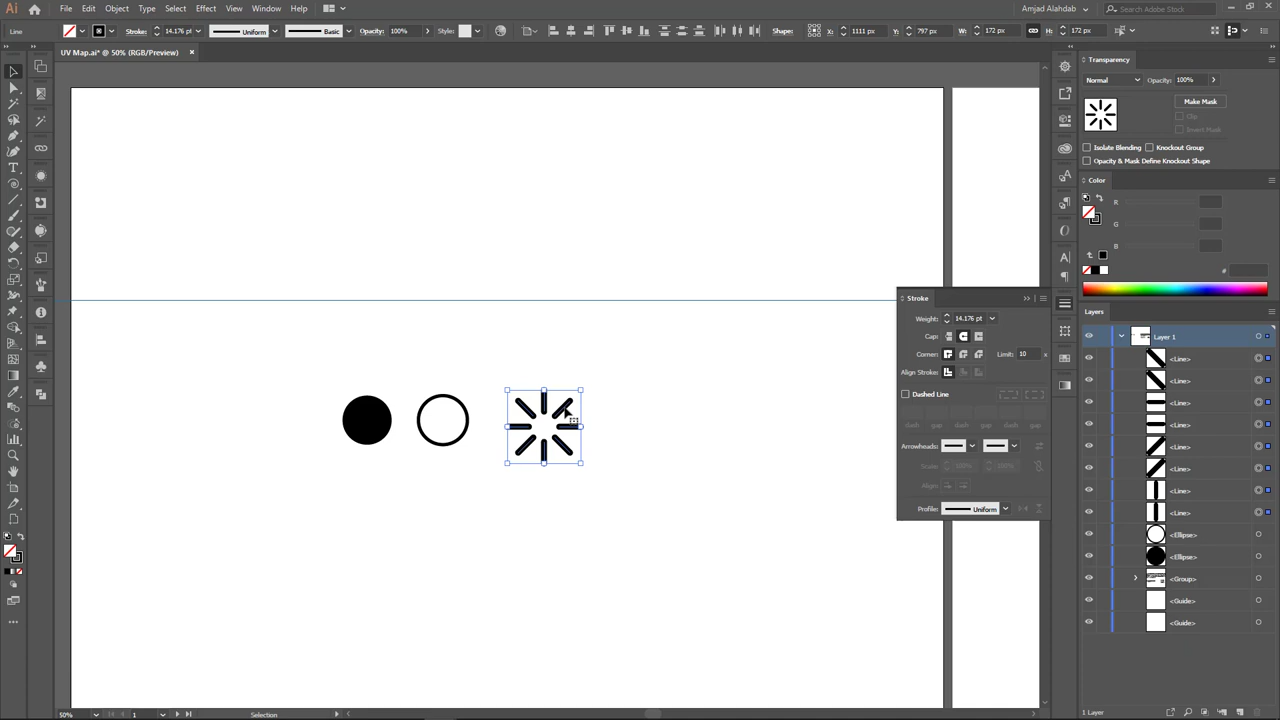 Ai File Edit Object Type Select Effect View Window Help Amjad Alahdab Search Adobe Stock
Line Stroke: 14.176 pt Uniform Basic Opacity: 100% Style: Shape: X: 1111 px Y: 797 px W: 172 px H: 172 px
UV Map.ai* @ 50% (RGB/Preview) ×
Transparency
Normal Opacity: 100%
Make Mask
Clip
Invert Mask
Isolate Blending Knockout Group
Opacity & Mask Define Knockout Shape
Color
R
G
B
#
Stroke
Weight: 14.176 pt
Cap:
Corner: Limit: 10 x
Align Stroke:
Dashed Line
dash gap dash gap dash gap
Arrowheads:
Scale: 100% 100%
Align:
Profile: Uniform
Layers
Layer 1
<Line>
<Line>
<Line>
<Line>
<Line>
<Line>
<Line>
<Line>
<Ellipse>
<Ellipse>
<Group>
<Guide>
<Guide>
1 Layer
50% 1 Selection